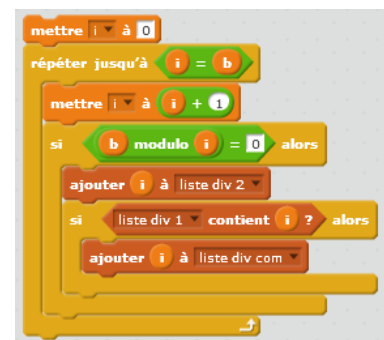 mettre i à 0
répéter jusqu'à i = b
mettre i à i + 1
si b modulo i = 0 alors
ajouter i à liste div 2
si liste div 1 contient i ? alors
ajouter i à liste div com